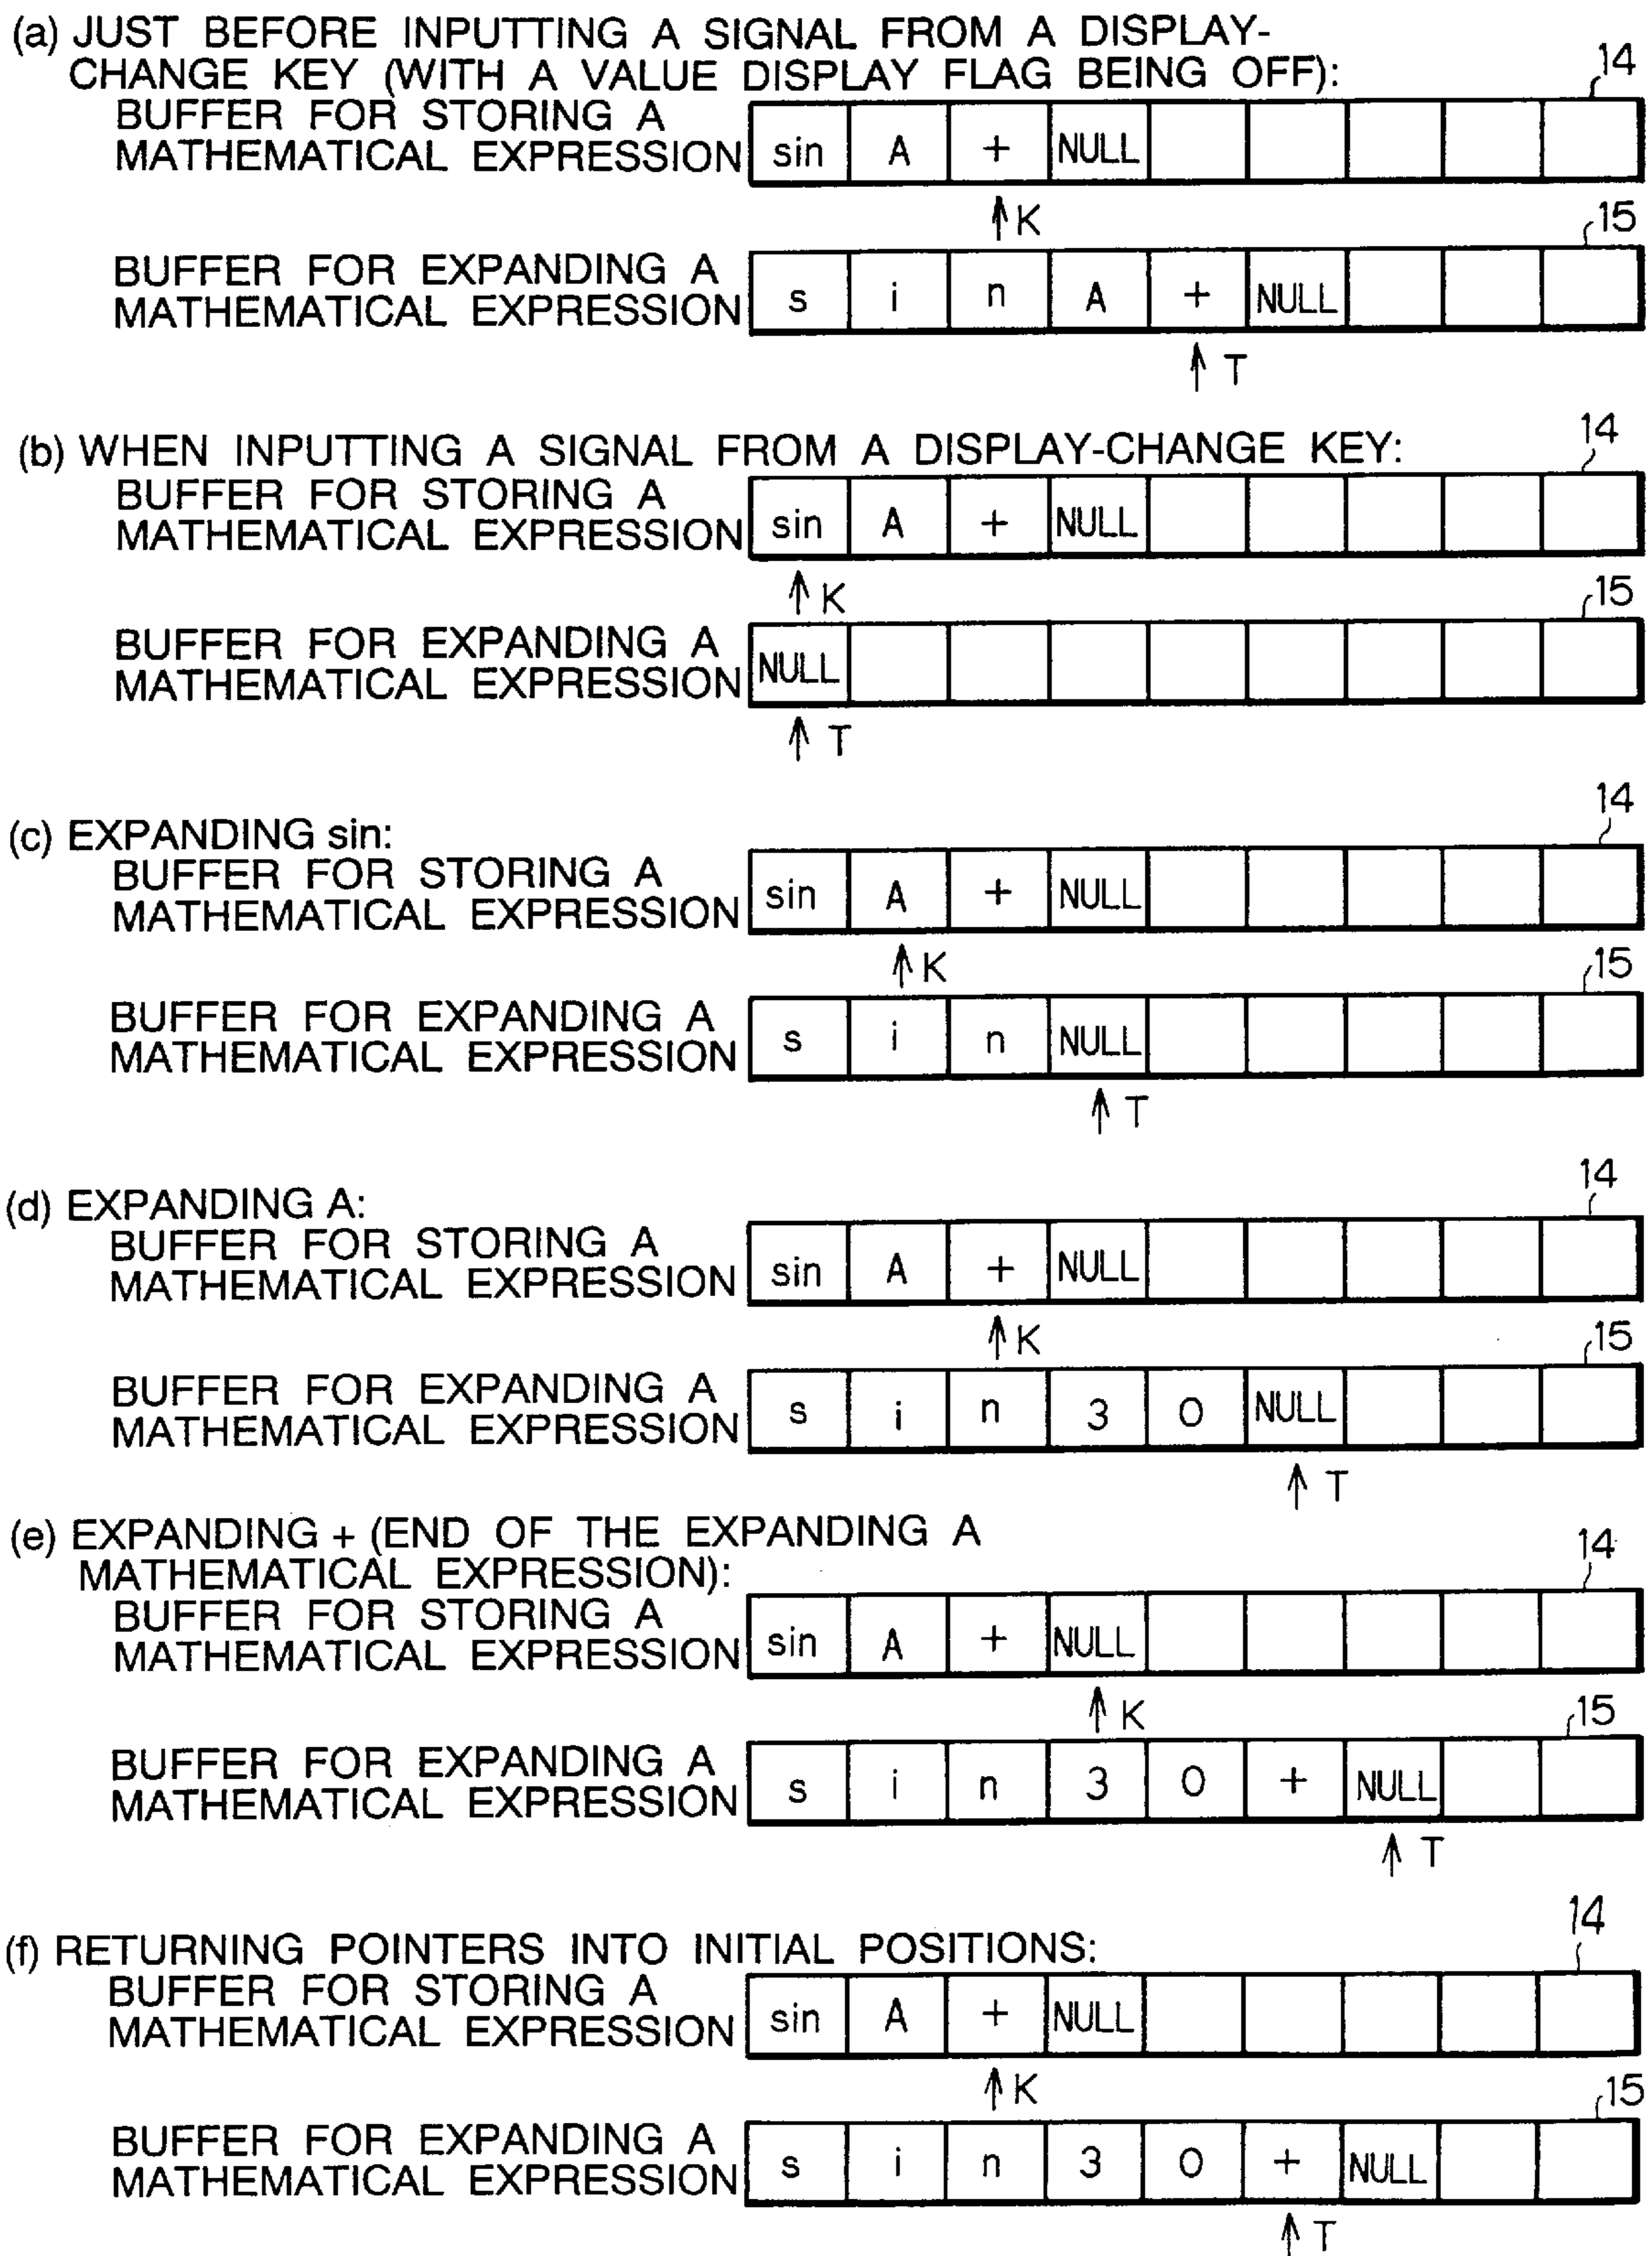 (a) JUST BEFORE INPUTTING A SIGNAL FROM A DISPLAY-
CHANGE KEY (WITH A VALUE DISPLAY FLAG BEING OFF):
14
BUFFER FOR STORING A
MATHEMATICAL EXPRESSION sin A + NULL
K
15
BUFFER FOR EXPANDING A
MATHEMATICAL EXPRESSION s i n A + NULL
T
(b) WHEN INPUTTING A SIGNAL FROM A DISPLAY-CHANGE KEY:
14
BUFFER FOR STORING A
MATHEMATICAL EXPRESSION sin A + NULL
K
15
BUFFER FOR EXPANDING A
MATHEMATICAL EXPRESSION NULL
T
14
(c) EXPANDING sin:
BUFFER FOR STORING A
MATHEMATICAL EXPRESSION sin A + NULL
K
15
BUFFER FOR EXPANDING A
MATHEMATICAL EXPRESSION s i n NULL
T
14
(d) EXPANDING A:
BUFFER FOR STORING A
MATHEMATICAL EXPRESSION sin A + NULL
K
15
BUFFER FOR EXPANDING A
MATHEMATICAL EXPRESSION s i n 3 0 NULL
T
(e) EXPANDING + (END OF THE EXPANDING A
14
MATHEMATICAL EXPRESSION):
BUFFER FOR STORING A
MATHEMATICAL EXPRESSION sin A + NULL
K
15
BUFFER FOR EXPANDING A
MATHEMATICAL EXPRESSION s i n 3 0 + NULL
T
14
(f) RETURNING POINTERS INTO INITIAL POSITIONS:
BUFFER FOR STORING A
MATHEMATICAL EXPRESSION sin A + NULL
K
15
BUFFER FOR EXPANDING A
MATHEMATICAL EXPRESSION s i n 3 0 + NULL
T